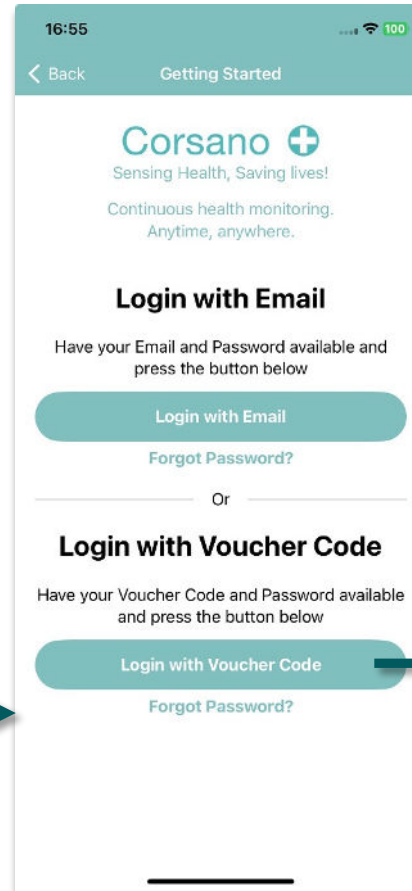 16:55
100
Back
Getting Started
Corsano
Sensing Health, Saving lives!
Continuous health monitoring.
Anytime, anywhere.
Login with Email
Have your Email and Password available and
press the button below
Login with Email
Forgot Password?
Or
Login with Voucher Code
Have your Voucher Code and Password available
and press the button below
Login with Voucher Code
Forgot Password?